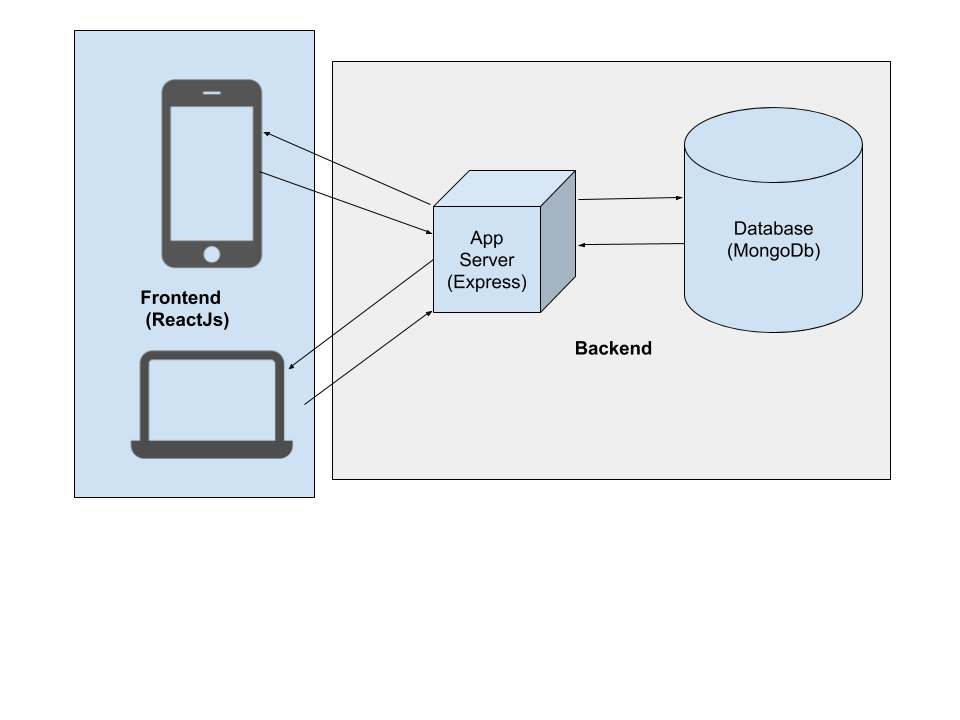 Frontend
(ReactJs)
App
Server
(Express)
Database
(MongoDb)
Backend